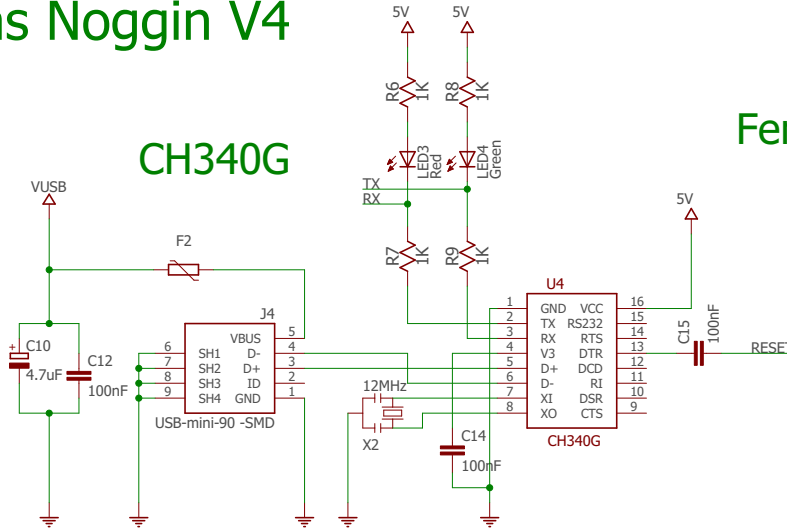 s Noggin V4
5V
5V
R6
1K
R8
1K
CH340G
Fer
LED3
Red
LED4
Green
TX
RX
VUSB
5V
F2
R7
1K
R9
1K
U4
J4
1 GND VCC 16
2 TX RS232 15
3 RX RTS 14
4 V3 DTR 13
5 D+ DCD 12
6 D- RI 11
7 XI DSR 10
8 XO CTS 9
CH340G
C15
100nF
RESET
VBUS 5
6 SH1 D- 4
7 SH2 D+ 3
8 SH3 ID 2
9 SH4 GND 1
USB-mini-90 -SMD
+
C10
4.7uF
C12
100nF
12MHz
X2
C14
100nF